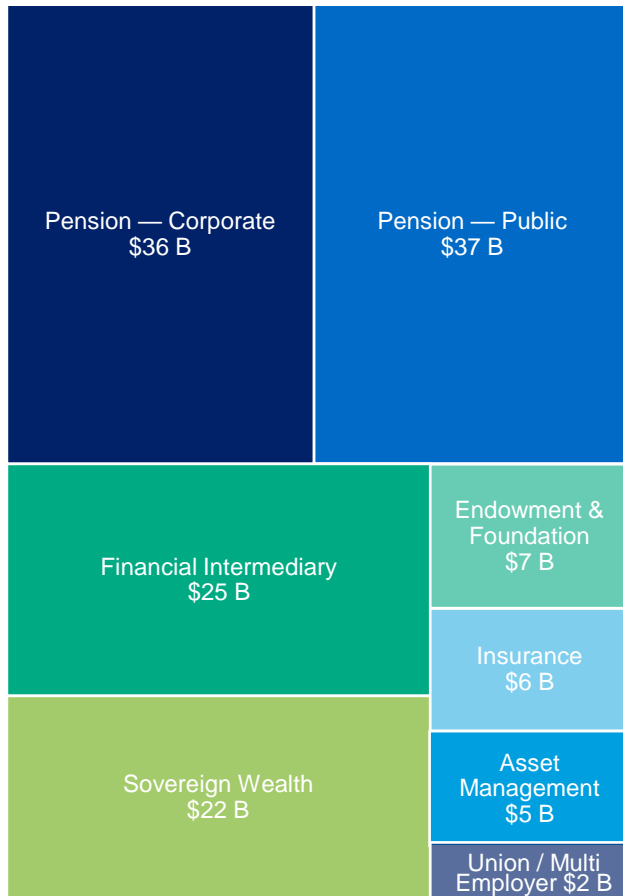 Pension — Corporate
$36 B
Pension — Public
$37 B
Financial Intermediary
$25 B
Endowment &
Foundation
$7 B
Insurance
$6 B
Sovereign Wealth
$22 B
Asset
Management
$5 B
Union / Multi
Employer $2 B